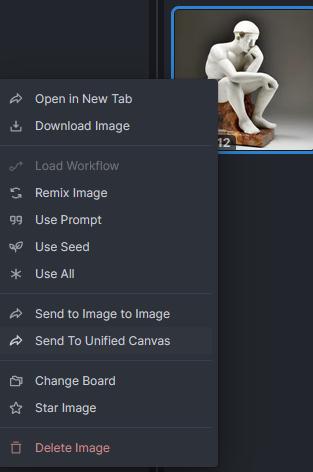 Open in New Tab
Download Image
Load Workflow
Remix Image
Use Prompt
Use Seed
Use All
Send to Image to Image
Send To Unified Canvas
Change Board
Star Image
Delete Image